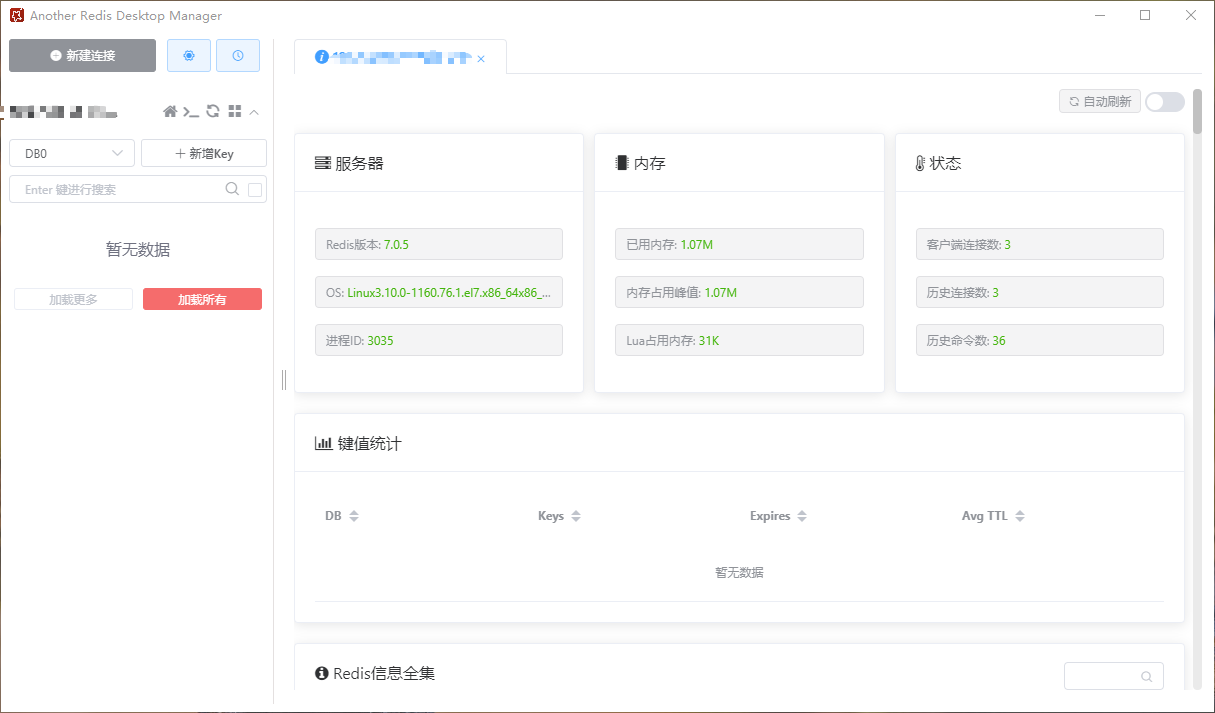 Another Redis Desktop Manager
新建连接
DB0
新增Key
Enter 键进行搜索
暂无数据
加载更多
加载所有
自动刷新
服务器
Redis版本: 7.0.5
OS: Linux3.10.0-1160.76.1.el7.x86_64x86_...
进程ID: 3035
内存
已用内存: 1.07M
内存占用峰值: 1.07M
Lua占用内存: 31K
状态
客户端连接数: 3
历史连接数: 3
历史命令数: 36
键值统计
DB Keys Expires Avg TTL
暂无数据
Redis信息全集